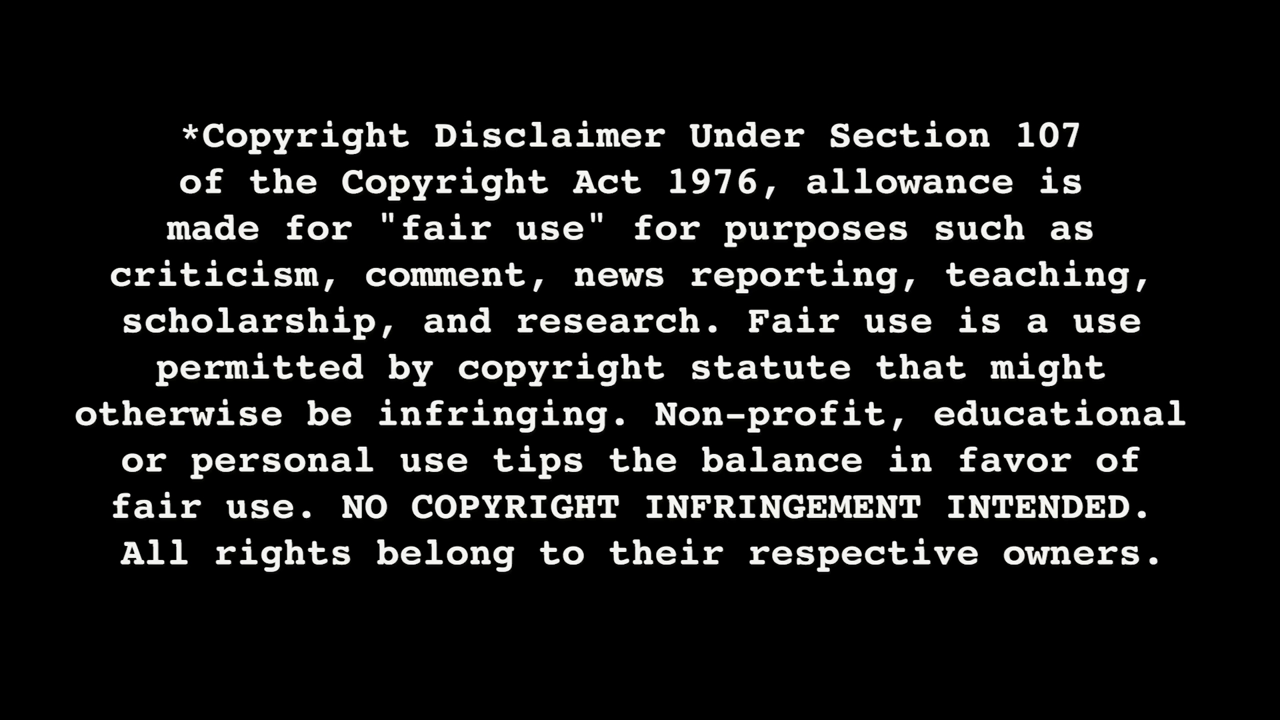 *Copyright Disclaimer Under Section 107
of the Copyright Act 1976, allowance is
made for "fair use" for purposes such as
criticism, comment, news reporting, teaching,
scholarship, and research. Fair use is a use
permitted by copyright statute that might
otherwise be infringing. Non-profit, educational
or personal use tips the balance in favor of
fair use. NO COPYRIGHT INFRINGEMENT INTENDED.
All rights belong to their respective owners.